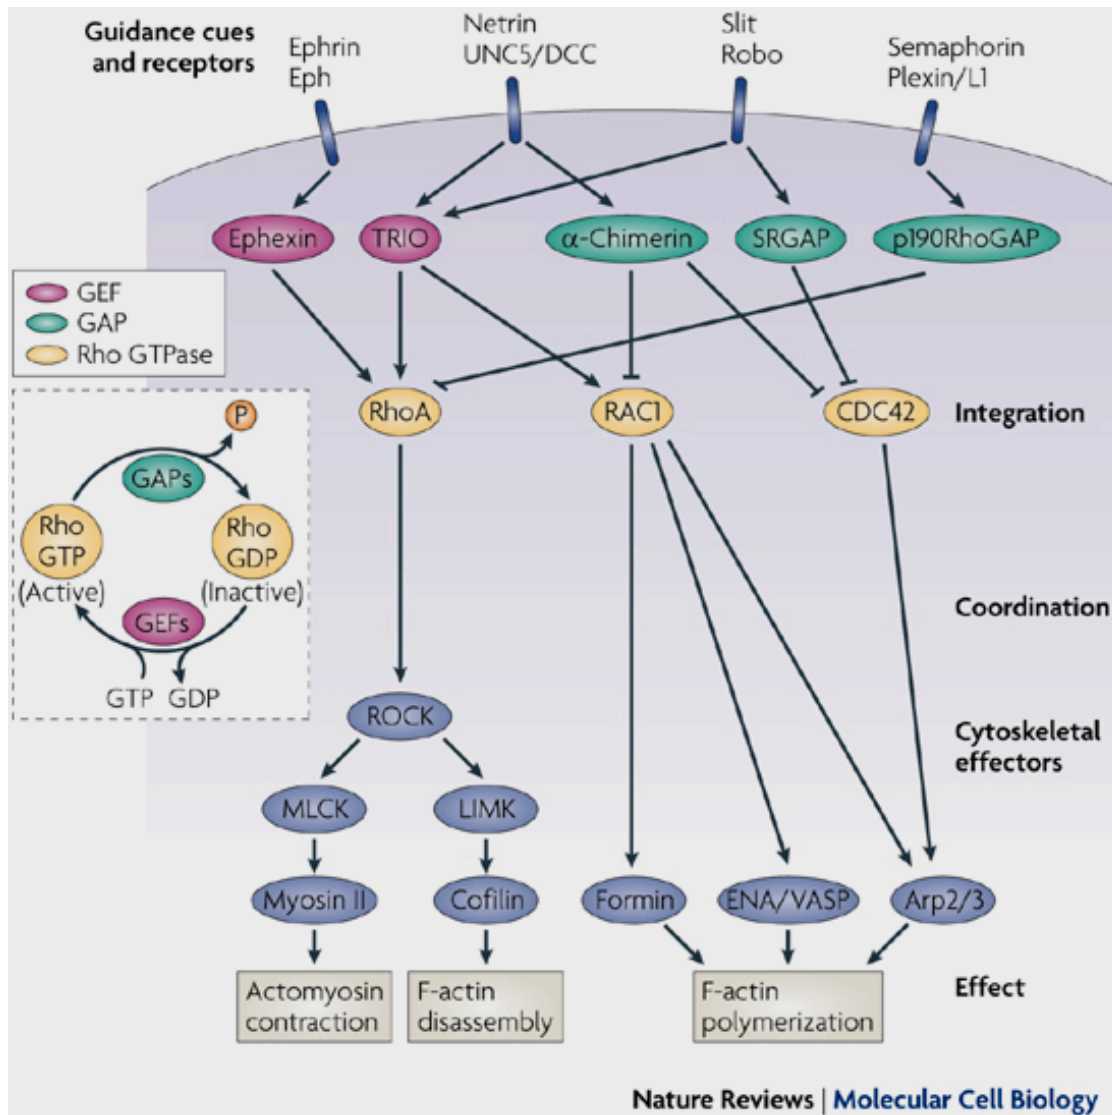 Guidance cues
and receptors
Ephrin
Eph
Netrin
UNC5/DCC
Slit
Robo
Semaphorin
Plexin/L1
Ephexin
TRIO
α-Chimerin
SRGAP
p190RhoGAP
GEF
GAP
Rho GTPase
RhoA
RAC1
CDC42
Integration
P
GAPs
Rho
GTP
(Active)
Rho
GDP
(Inactive)
GEFs
GTP
GDP
Coordination
ROCK
Cytoskeletal
effectors
MLCK
LIMK
Myosin II
Cofilin
Formin
ENA/VASP
Arp2/3
Actomyosin
contraction
F-actin
disassembly
F-actin
polymerization
Effect
Nature Reviews | Molecular Cell Biology